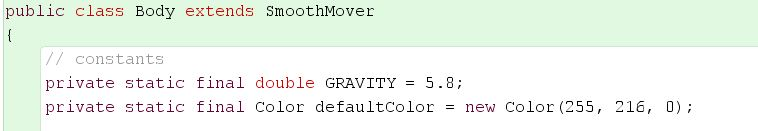 public class Body extends SmoothMover
{
// constants
private static final double GRAVITY = 5.8;
private static final Color defaultColor = new Color(255, 216, 0);